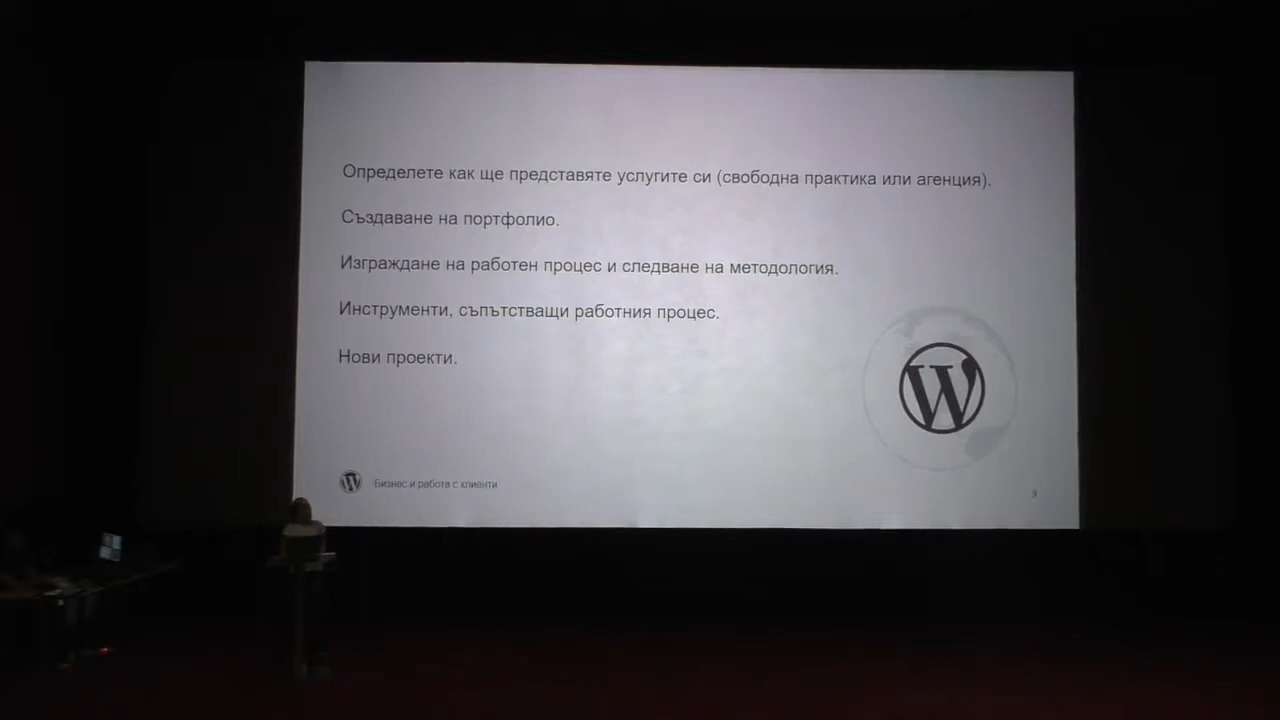 Определете как ще представяте услугите си (свободна практика или агенция).
Създаване на портфолио.
Изграждане на работен процес и следване на методология.
Инструменти, съпътстващи работния процес.
Нови проекти.
Бизнес и работа с клиенти
9